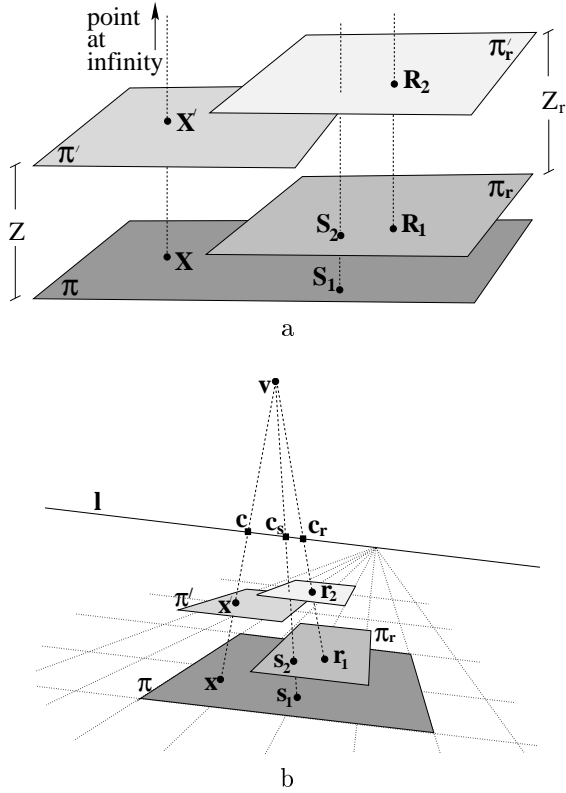 point
at
infinity
π′r
R2
Zr
X′
π′
πr
S2
R1
Z
X
S1
π
a
v
l
c
cs
cr
π′
r2
x′
πr
s2
r1
π
x
s1
b